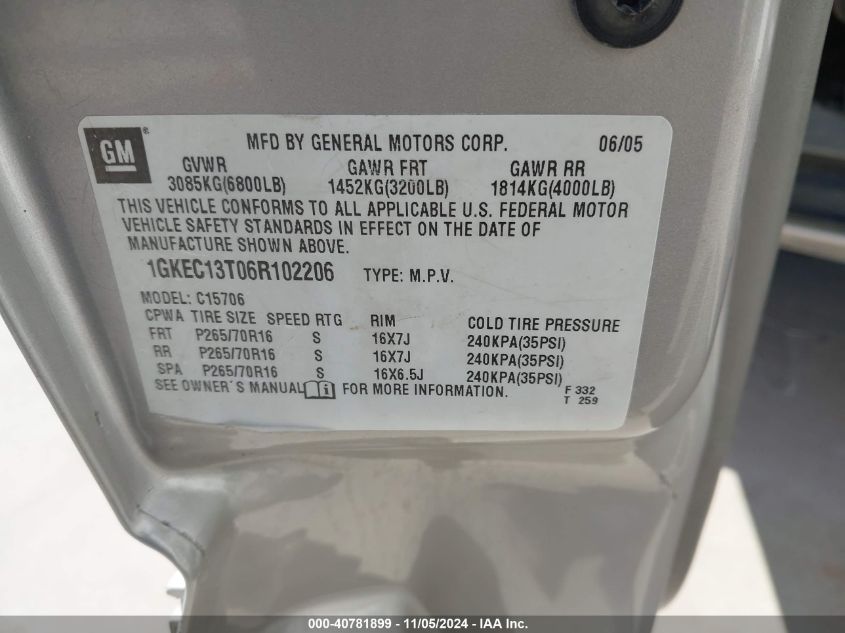 GM ® MFD BY GENERAL MOTORS CORP. 06/05
GVWR GAWR FRT GAWR RR
3085KG(6800LB) 1452KG(3200LB) 1814KG(4000LB)
THIS VEHICLE CONFORMS TO ALL APPLICABLE U.S. FEDERAL MOTOR
VEHICLE SAFETY STANDARDS IN EFFECT ON THE DATE OF
MANUFACTURE SHOWN ABOVE.
1GKEC13T06R102206 TYPE: M.P.V.
MODEL: C15706
CPWA TIRE SIZE SPEED RTG RIM COLD TIRE PRESSURE
FRT P265/70R16 S 16X7J 240KPA(35PSI)
RR P265/70R16 S 16X7J 240KPA(35PSI)
SPA P265/70R16 S 16X6.5J 240KPA(35PSI)
SEE OWNER'S MANUAL FOR MORE INFORMATION. F 332
T 259
000-40781899 - 11/05/2024 - IAAI.com